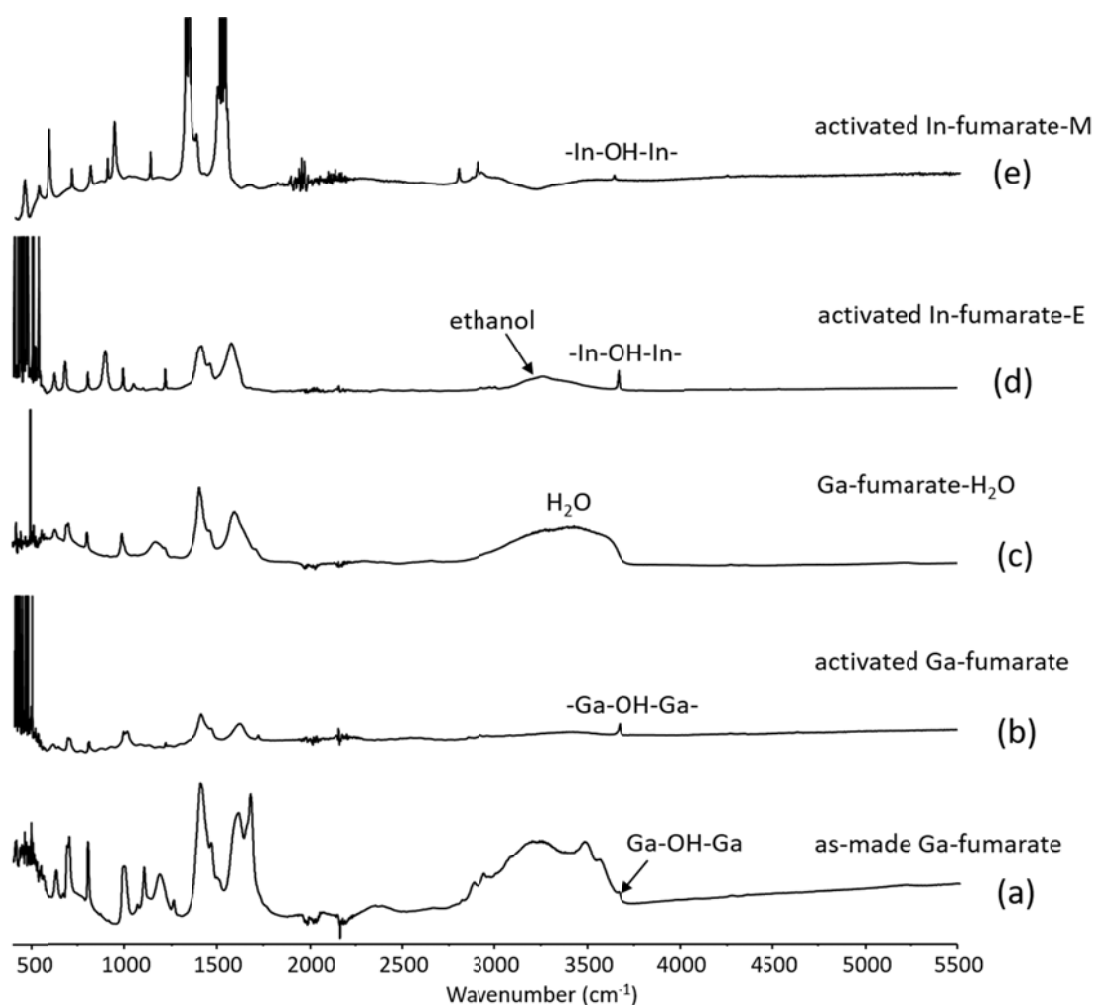 activated In-fumarate-M
-In-OH-In-
(e)
activated In-fumarate-E
ethanol
-In-OH-In-
(d)
Ga-fumarate-H₂O
H₂O
(c)
activated Ga-fumarate
-Ga-OH-Ga-
(b)
Ga-OH-Ga
as-made Ga-fumarate
(a)
500 1000 1500 2000 2500 3000 3500 4000 4500 5000 5500
Wavenumber (cm⁻¹)